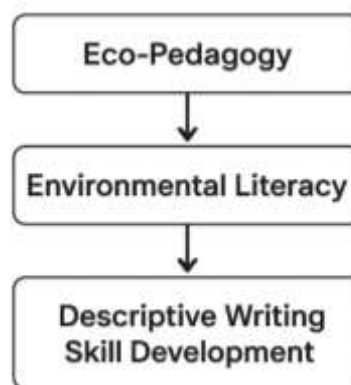 Eco-Pedagogy
Environmental Literacy
Descriptive Writing
Skill Development